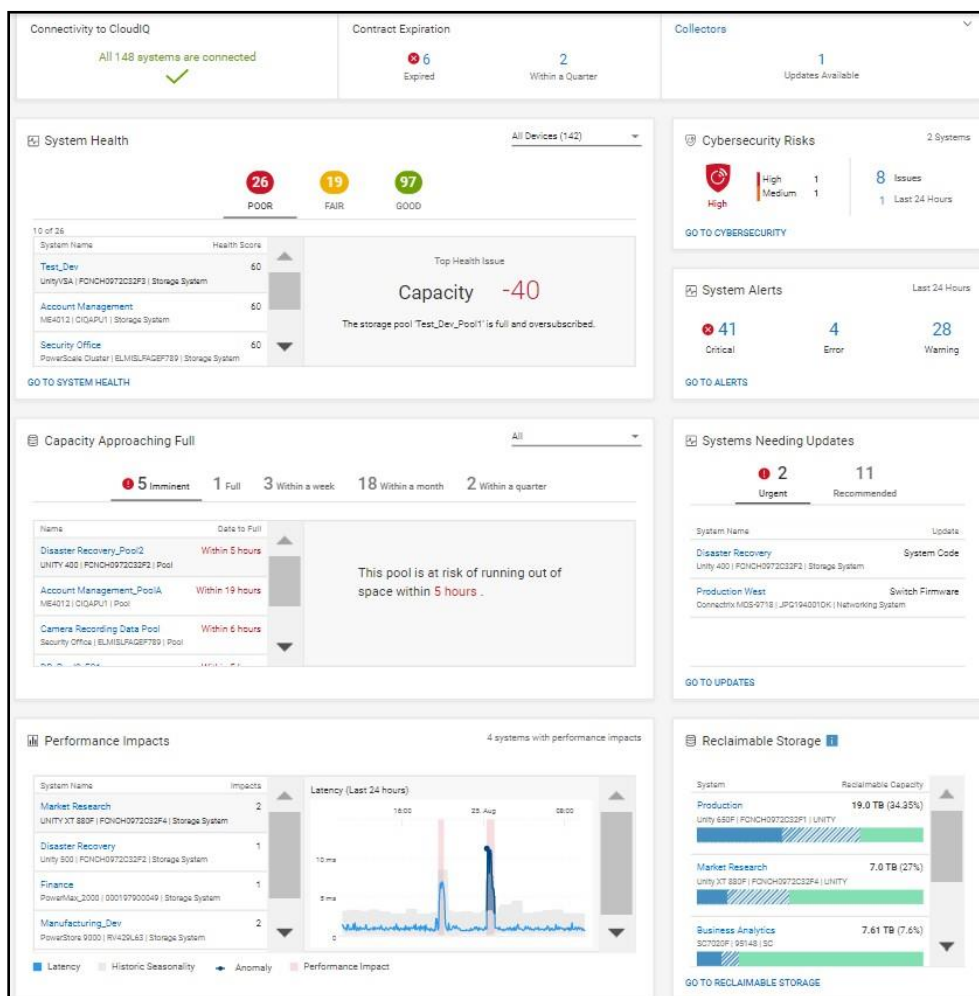 Connectivity to CloudIQ
All 148 systems are connected
Contract Expiration
6
Expired
2
Within a Quarter
Collectors
1
Updates Available
System Health
All Devices (142)
26
POOR
19
FAIR
97
GOOD
10 of 26
System Name Health Score
Test_Dev 60
UnityVSA | FCNCH0972C32F3 | Storage System
Account Management 60
ME4012 | CIQAPU1 | Storage System
Security Office 60
PowerScale Cluster | ELMISLFAGEF789 | Storage System
Top Health Issue
Capacity -40
The storage pool 'Test_Dev_Pool1' is full and oversubscribed.
GO TO SYSTEM HEALTH
Cybersecurity Risks 2 Systems
High
High 1
Medium 1
8 Issues
1 Last 24 Hours
GO TO CYBERSECURITY
System Alerts Last 24 Hours
41
Critical
4
Error
28
Warning
GO TO ALERTS
Capacity Approaching Full
All
5 Imminent 1 Full 3 Within a week 18 Within a month 2 Within a quarter
Name Date to Full
Disaster Recovery_Pool2 Within 5 hours
UNITY 400 | FCNCH0972C32F2 | Pool
Account Management_PoolA Within 19 hours
ME4012 | CIQAPU1 | Pool
Camera Recording Data Pool Within 6 hours
Security Office | ELMISLFAGEF789 | Pool
This pool is at risk of running out of
space within 5 hours .
Systems Needing Updates
2
Urgent
11
Recommended
System Name Update
Disaster Recovery System Code
Unity 400 | FCNCH0972C32F2 | Storage System
Production West Switch Firmware
Connectrix MDS-9718 | JPG194001DK | Networking System
GO TO UPDATES
Performance Impacts 4 systems with performance impacts
System Name Impacts
Market Research 2
UNITY XT 880F | FCNCH0972C32F4 | Storage System
Disaster Recovery 1
Unity 500 | FCNCH0972C32F2 | Storage System
Finance 1
PowerMax_2000 | 000197900049 | Storage System
Manufacturing_Dev 2
PowerStore 9000 | RV429L63 | Storage System
Latency (Last 24 hours)
16:00 25. Aug 08:00
10 ms
5 ms
0
Latency Historic Seasonality Anomaly Performance Impact
Reclaimable Storage
System Reclaimable Capacity
Production 19.0 TB (34.35%)
Unity 650F | FCNCH0972C32F1 | UNITY
Market Research 7.0 TB (27%)
Unity XT 880F | FCNCH0972C32F4 | UNITY
Business Analytics 7.61 TB (7.6%)
SC7020F | 95148 | SC
GO TO RECLAIMABLE STORAGE